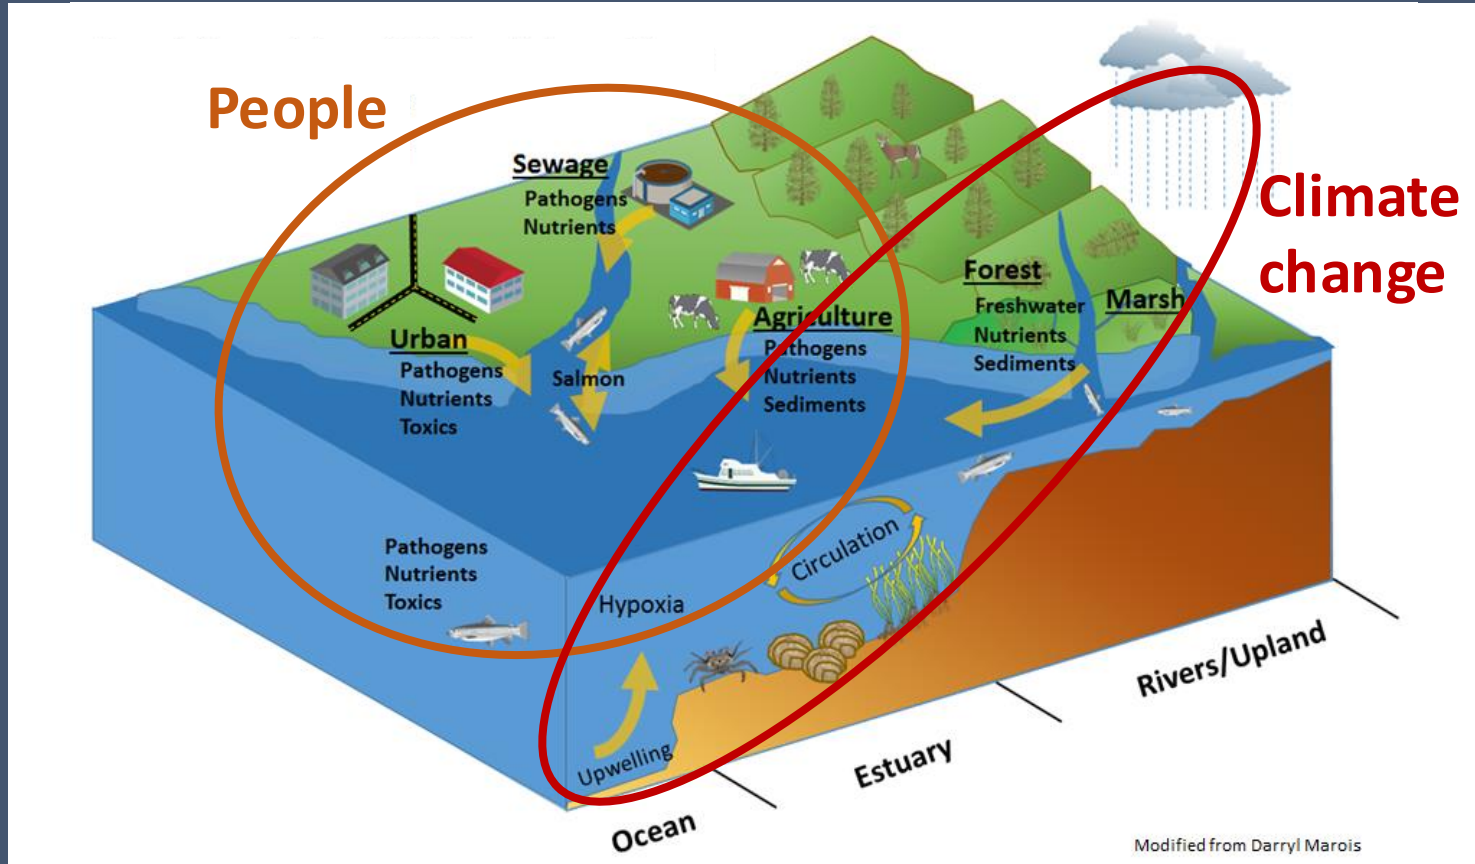 People
Sewage
Pathogens
Nutrients
Climate
change
Forest
Freshwater
Nutrients
Sediments
Marsh
Agriculture
Pathogens
Nutrients
Sediments
Urban
Pathogens
Nutrients
Toxics
Salmon
Pathogens
Nutrients
Toxics
Hypoxia
Circulation
Upwelling
Ocean
Estuary
Rivers/Upland
Modified from Darryl Marois